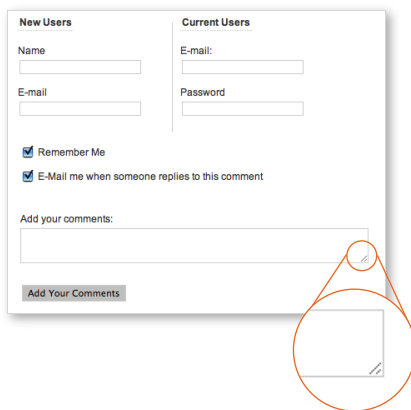 New Users
Current Users
Name
E-mail:
E-mail
Password
Remember Me
E-Mail me when someone replies to this comment
Add your comments:
Add Your Comments